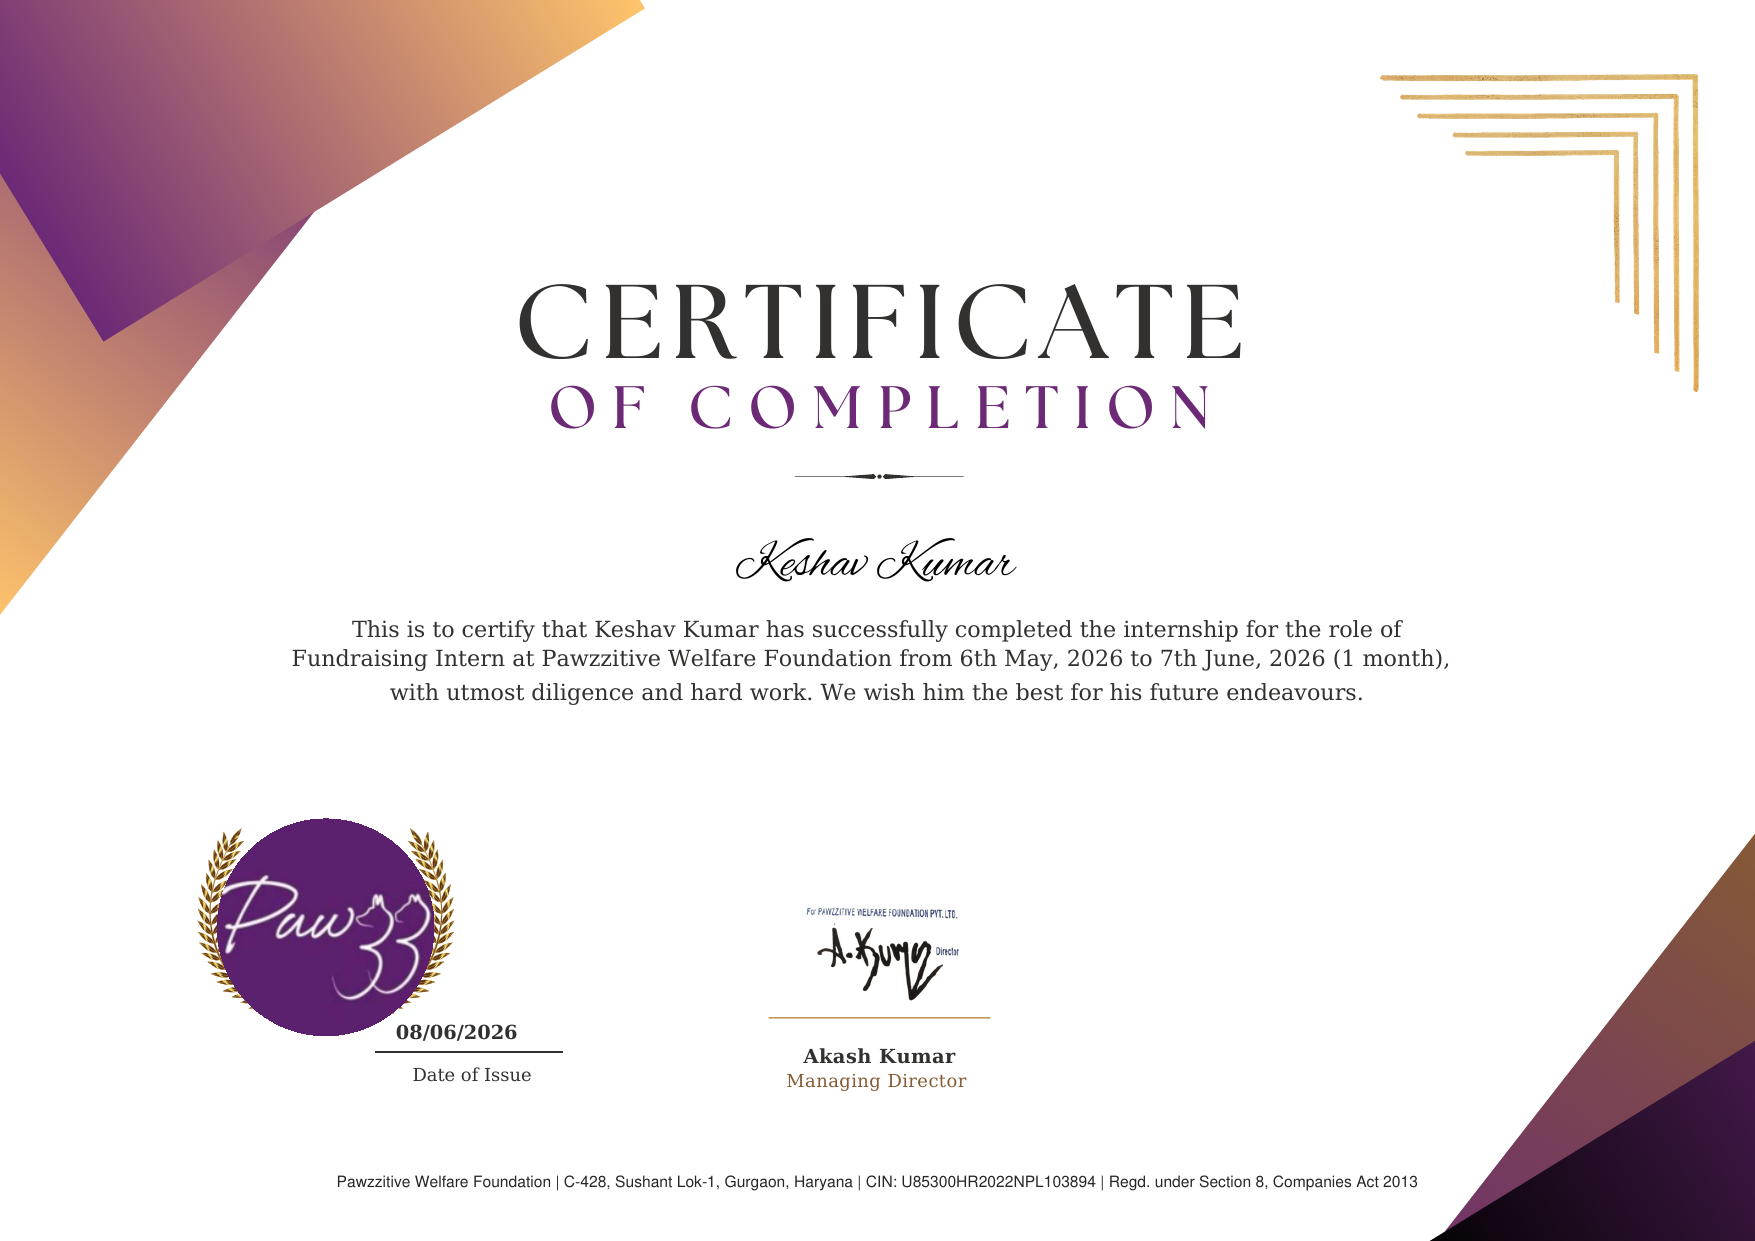 CERTIFICATE
OF COMPLETION
Keshav Kumar
This is to certify that Keshav Kumar has successfully completed the internship for the role of
Fundraising Intern at Pawzzitive Welfare Foundation from 6th May, 2026 to 7th June, 2026 (1 month),
with utmost diligence and hard work. We wish him the best for his future endeavours.
Pawzz
For PAWZZITIVE WELFARE FOUNDATION PVT. LTD.
A. Kumar
Director
08/06/2026
Date of Issue
Akash Kumar
Managing Director
Pawzzitive Welfare Foundation | C-428, Sushant Lok-1, Gurgaon, Haryana | CIN: U85300HR2022NPL103894 | Regd. under Section 8, Companies Act 2013